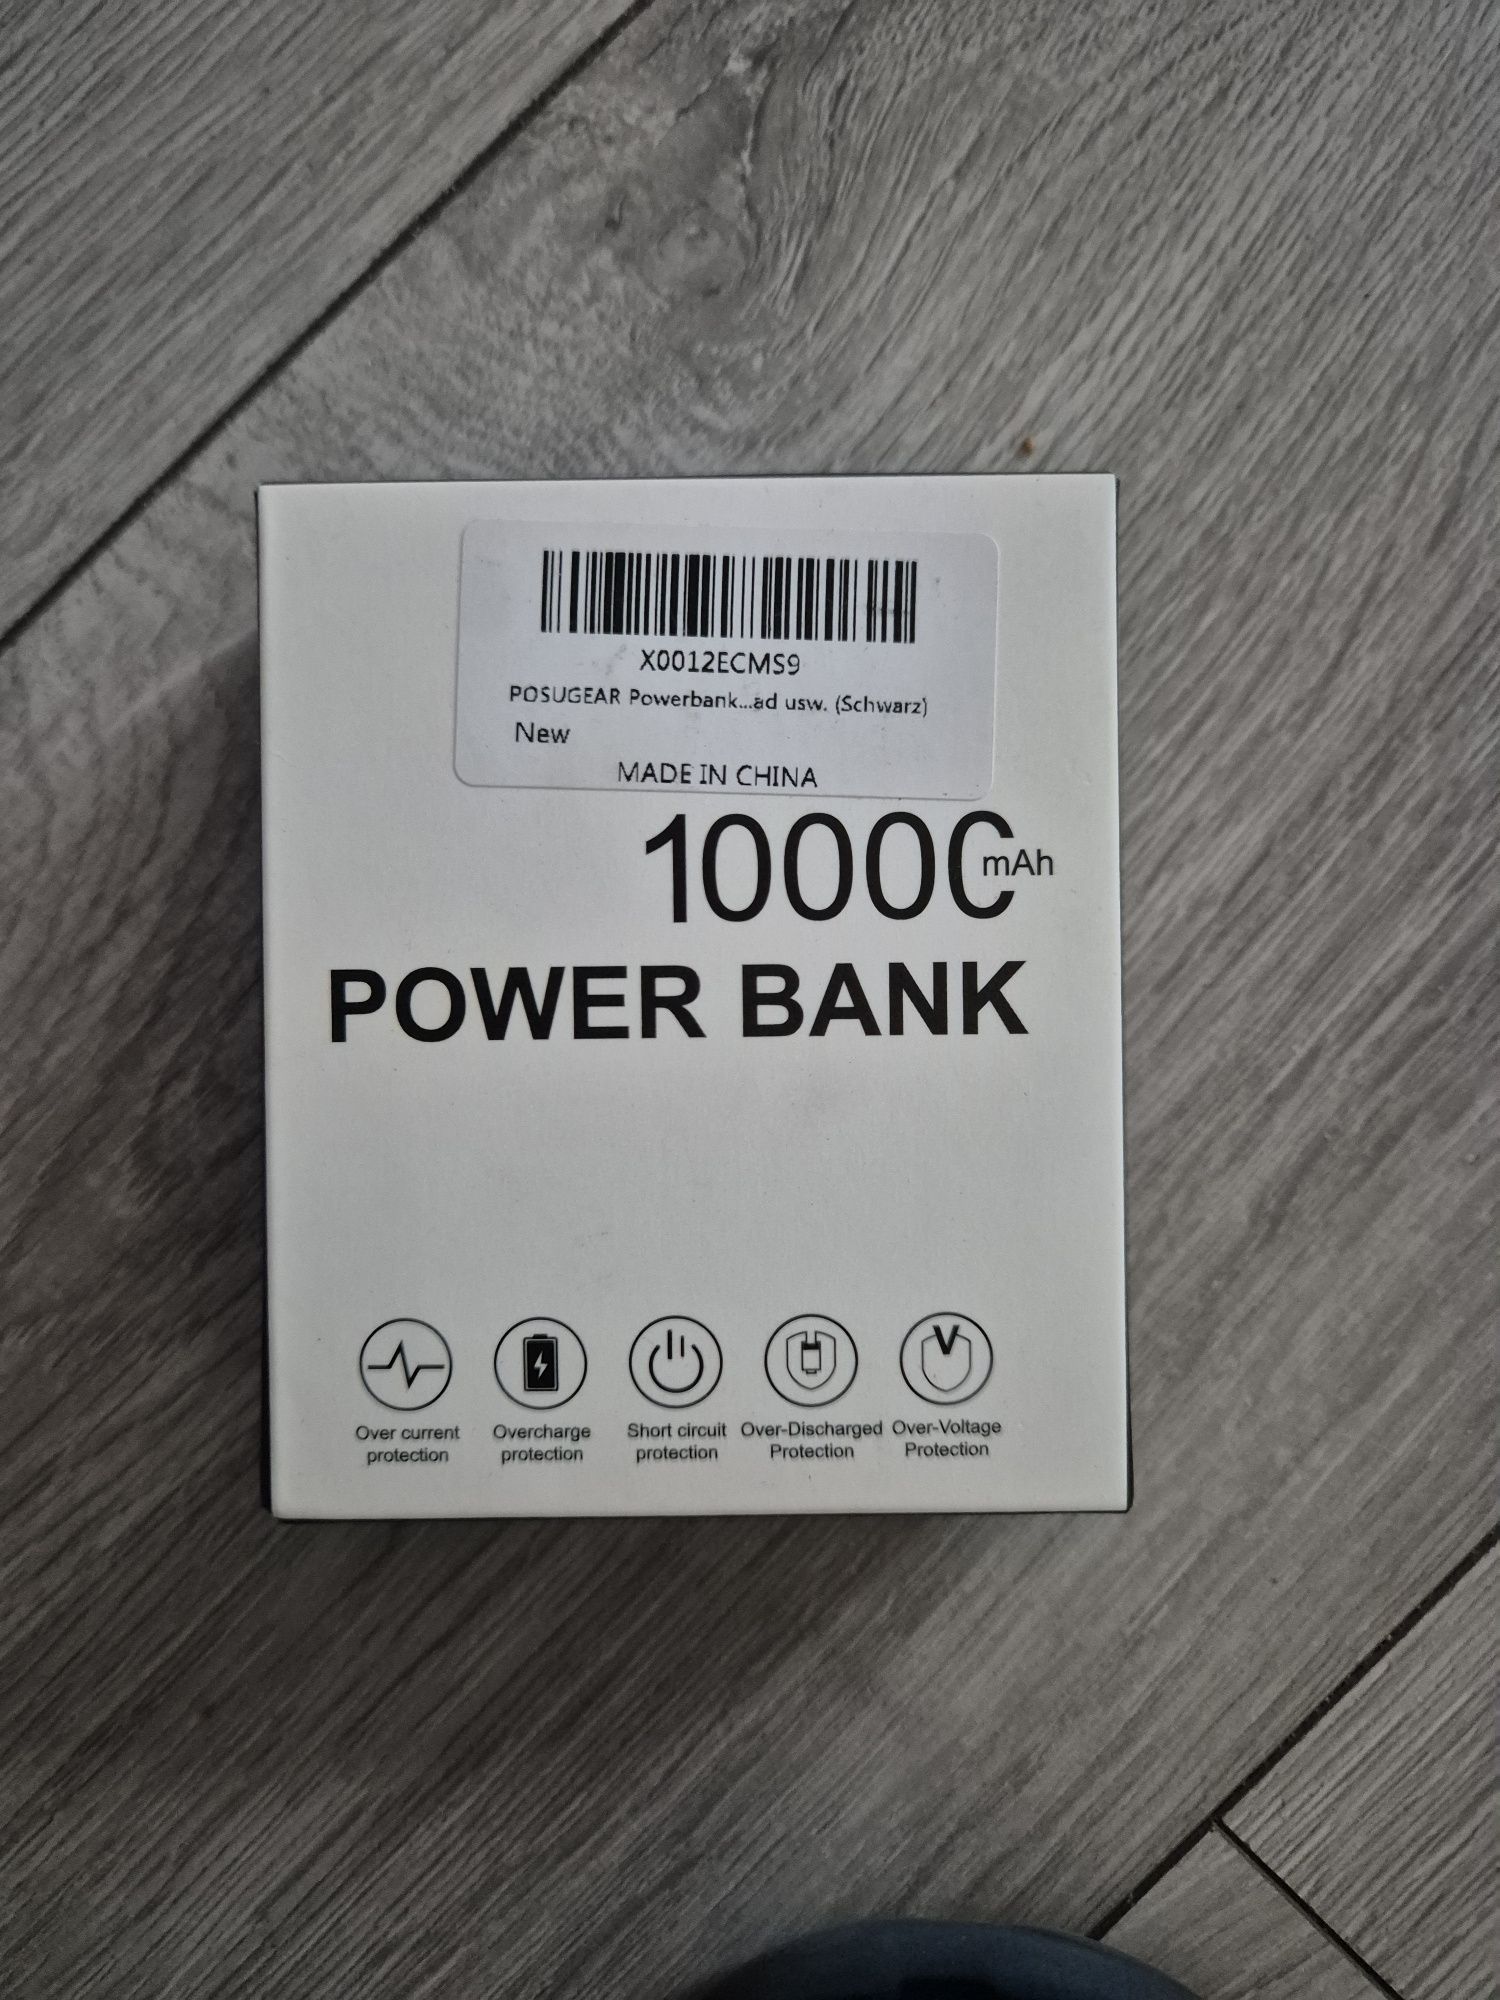 X0012ECMS9
POSUGEAR Powerbank...ad usw. (Schwarz)
New
MADE IN CHINA
10000 mAh
POWER BANK
Over current protection
Overcharge protection
Short circuit protection
Over-Discharged Protection
Over-Voltage Protection